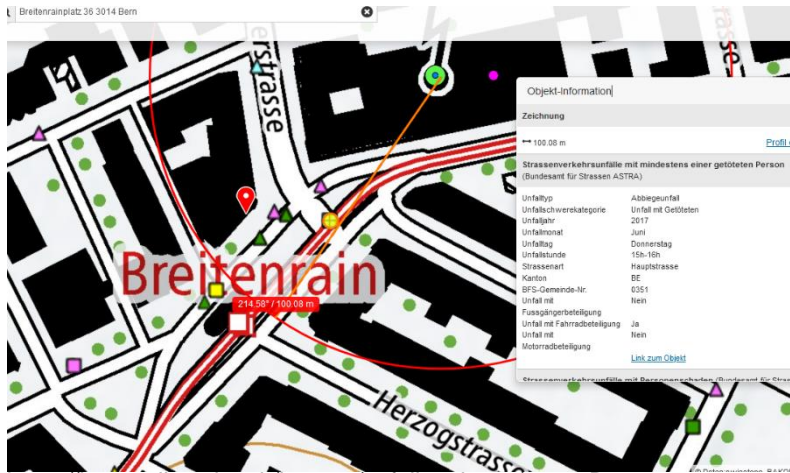 Breitenrainplatz 36 3014 Bern
erstrasse
Breitenrain
214.58° / 100.08 m
Herzogstrasse
Objekt-Information
Zeichnung
100.08 m
Profil
Strassenverkehrsunfälle mit mindestens einer getöteten Person
(Bundesamt für Strassen ASTRA)
Unfalltyp Abbiegeunfall
Unfallschwerekategorie Unfall mit Getöteten
Unfalljahr 2017
Unfallmonat Juni
Unfalltag Donnerstag
Unfallstunde 15h-16h
Strassenart Hauptstrasse
Kanton BE
BFS-Gemeinde-Nr. 0351
Unfall mit Nein
Fussgängerbeteiligung
Unfall mit Fahrradbeteiligung Ja
Unfall mit Nein
Motorradbeteiligung
Link zum Objekt
Strassenverkehrsunfälle mit Personenschaden (Bundesamt für Stras